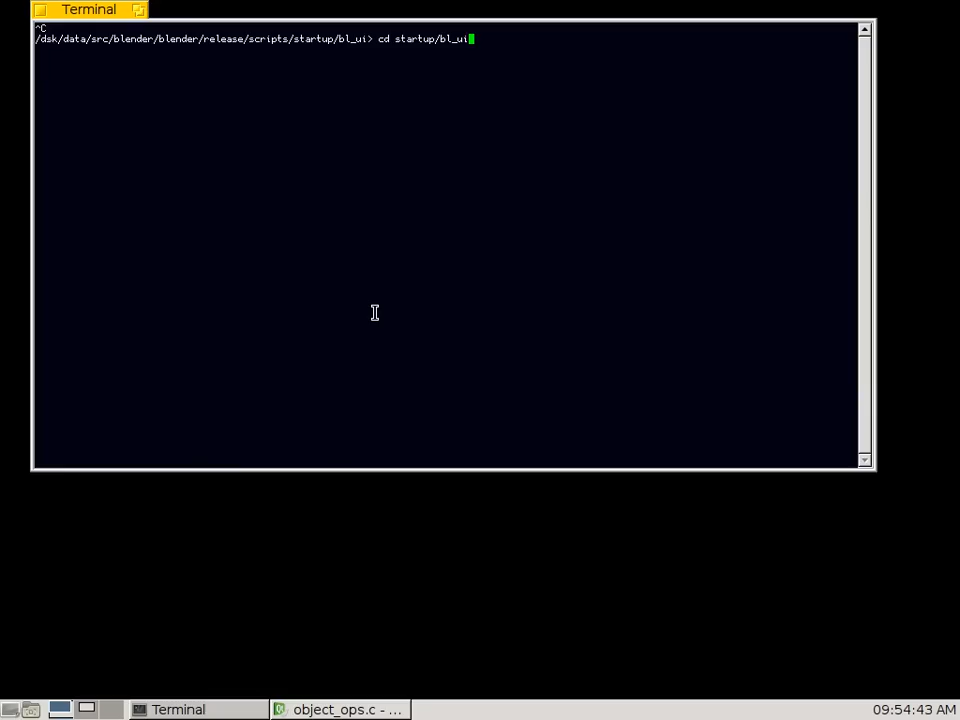 Terminal
^C
/dsk/data/src/blender/blender/release/scripts/startup/bl_ui> cd startup/bl_ui
Terminal
object_ops.c - ...
09:54:43 AM